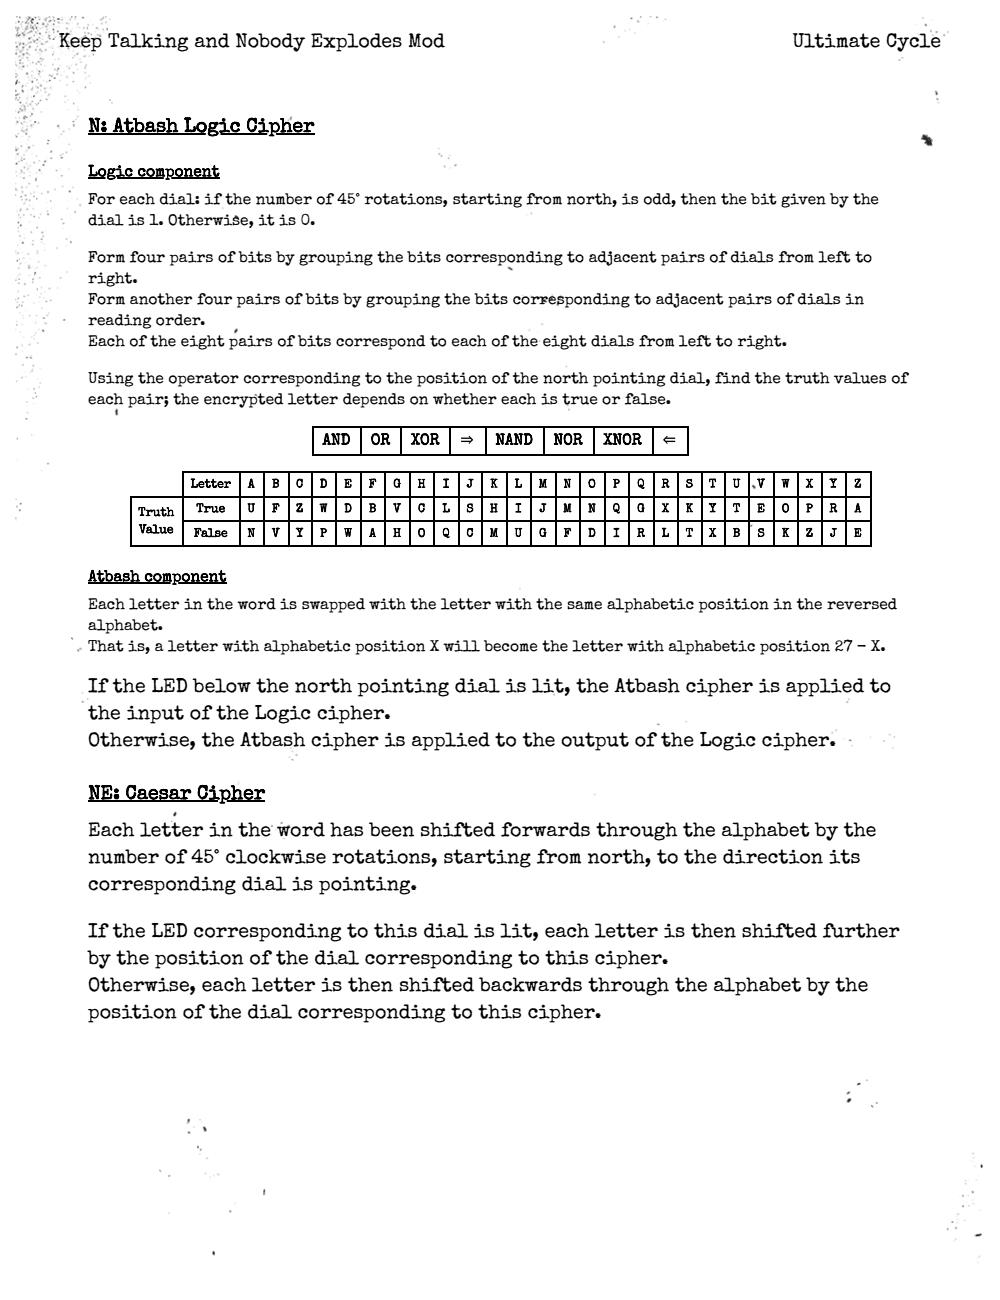 Keep Talking and Nobody Explodes Mod
Ultimate Cycle
N: Atbash Logic Cipher
Logic component
For each dial: if the number of 45° rotations, starting from north, is odd, then the bit given by the
dial is 1. Otherwise, it is 0.
Form four pairs of bits by grouping the bits corresponding to adjacent pairs of dials from left to
right.
Form another four pairs of bits by grouping the bits corresponding to adjacent pairs of dials in
reading order.
Each of the eight pairs of bits correspond to each of the eight dials from left to right.
Using the operator corresponding to the position of the north pointing dial, find the truth values of
each pair; the encrypted letter depends on whether each is true or false.
AND OR XOR ⇒ NAND NOR XNOR ⇐
Letter A B C D E F G H I J K L M N O P Q R S T U V W X Y Z
Truth Value
True U F Z W D B V C L S H I J M N Q G X K Y T E O P R A
False N V Y P W A H O Q C M U G F D I R L T X B S K Z J E
Atbash component
Each letter in the word is swapped with the letter with the same alphabetic position in the reversed
alphabet.
That is, a letter with alphabetic position X will become the letter with alphabetic position 27 - X.
If the LED below the north pointing dial is lit, the Atbash cipher is applied to
the input of the Logic cipher.
Otherwise, the Atbash cipher is applied to the output of the Logic cipher.
NE: Caesar Cipher
Each letter in the word has been shifted forwards through the alphabet by the
number of 45° clockwise rotations, starting from north, to the direction its
corresponding dial is pointing.
If the LED corresponding to this dial is lit, each letter is then shifted further
by the position of the dial corresponding to this cipher.
Otherwise, each letter is then shifted backwards through the alphabet by the
position of the dial corresponding to this cipher.